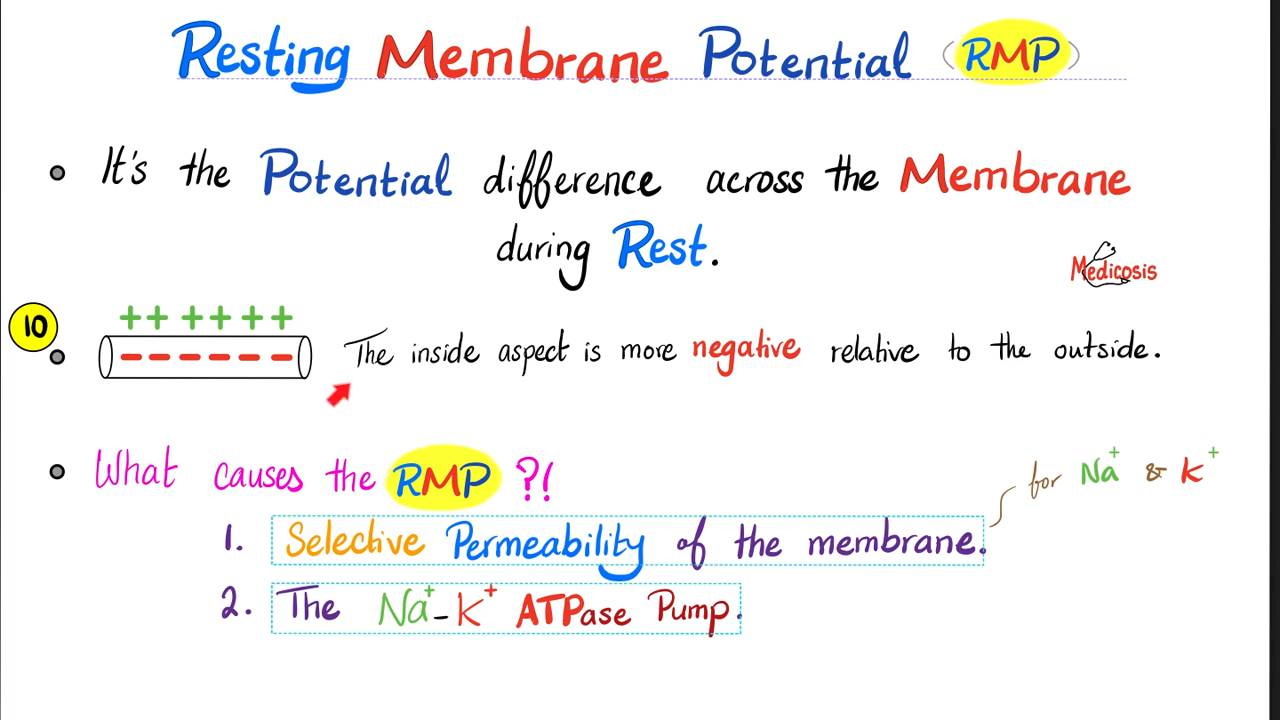 Resting Membrane Potential (RMP)
It's the Potential difference across the Membrane
during Rest.
Medicosis
10
++ ++++
The inside aspect is more negative relative to the outside.
------
What causes the RMP ?!
for Na+ & K+
1. Selective Permeability of the membrane.
2. The Na+-K+ ATPase Pump.